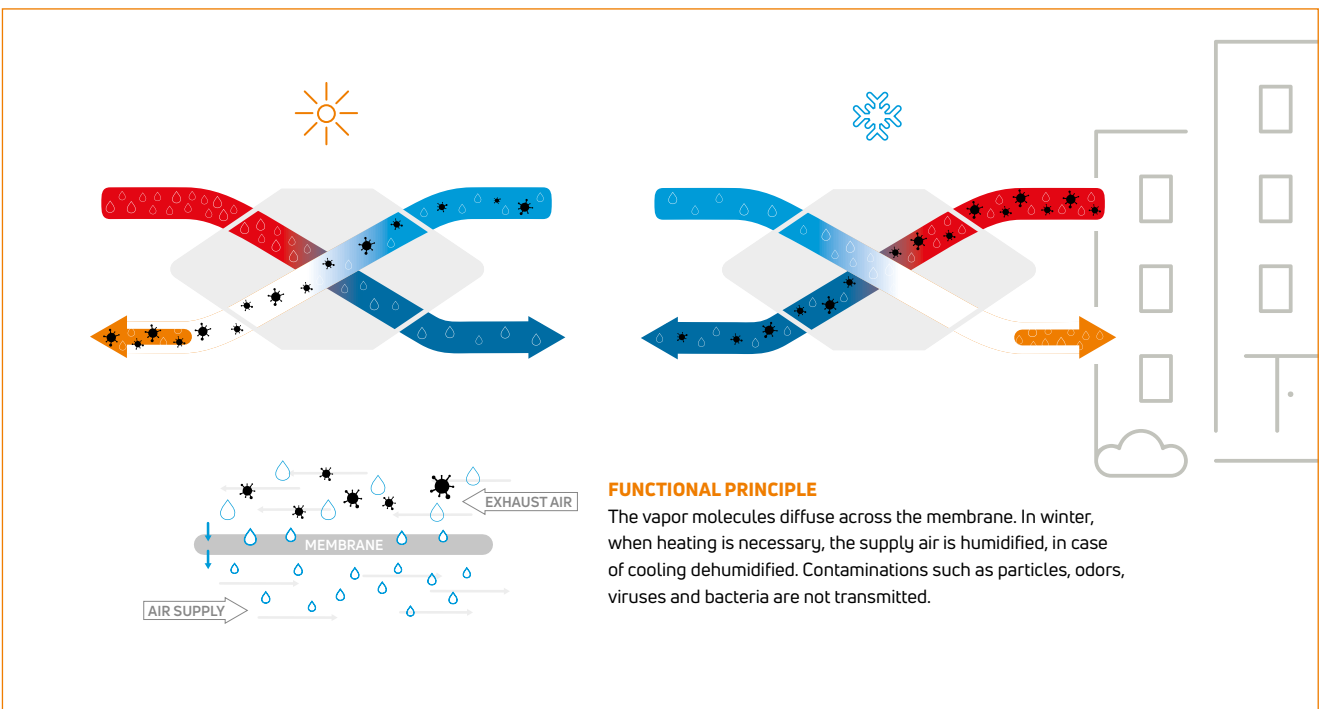 EXHAUST AIR
MEMBRANE
AIR SUPPLY
FUNCTIONAL PRINCIPLE
The vapor molecules diffuse across the membrane. In winter,
when heating is necessary, the supply air is humidified, in case
of cooling dehumidified. Contaminations such as particles, odors,
viruses and bacteria are not transmitted.